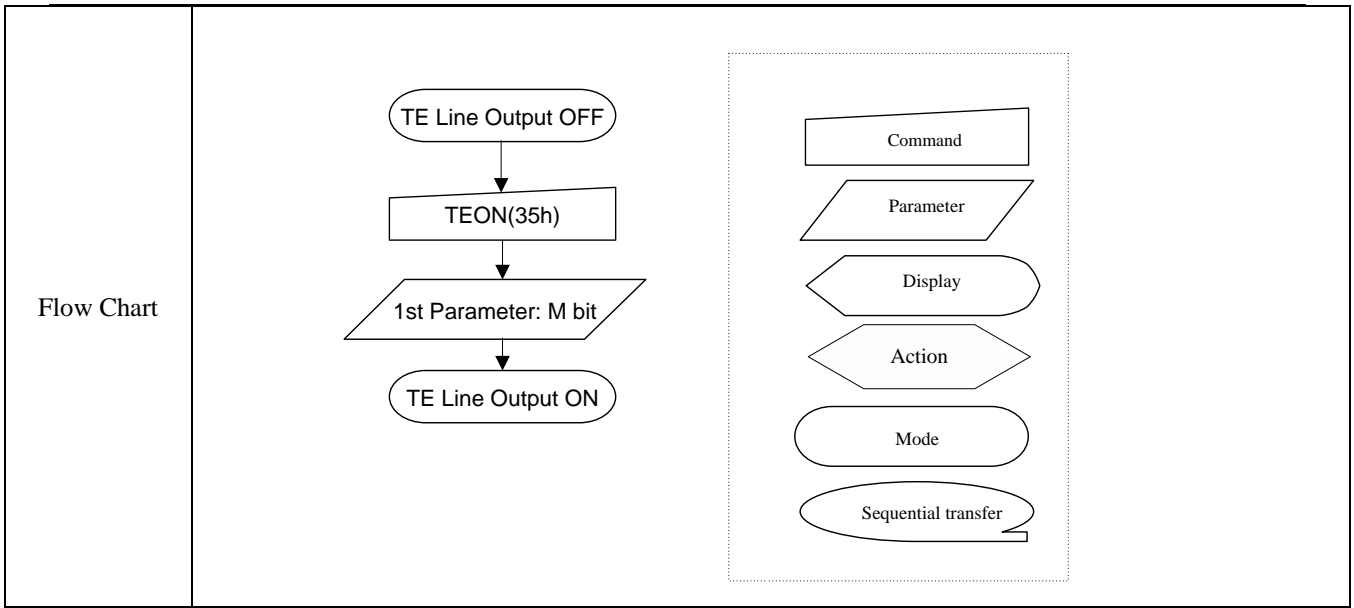 Flow Chart
TE Line Output OFF
TEON(35h)
1st Parameter: M bit
TE Line Output ON
Command
Parameter
Display
Action
Mode
Sequential transfer